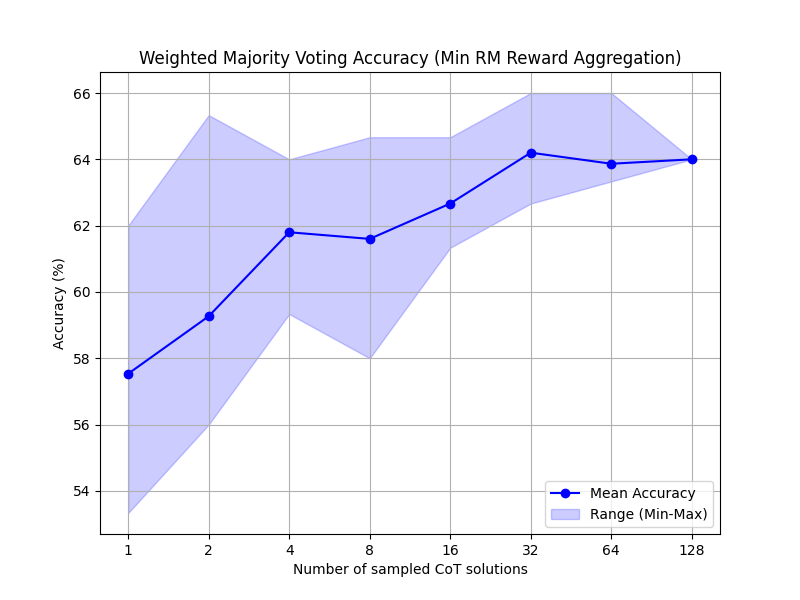 Weighted Majority Voting Accuracy (Min RM Reward Aggregation)
66
64
62
60
58
56
54
Accuracy (%)
Mean Accuracy
Range (Min-Max)
1 2 4 8 16 32 64 128
Number of sampled CoT solutions